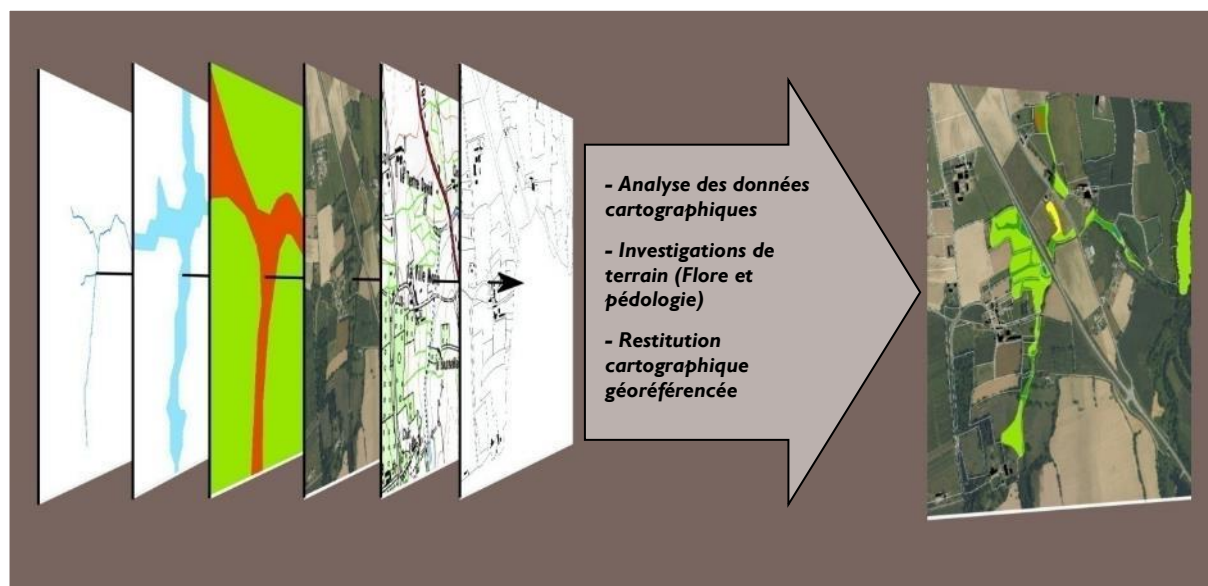 - Analyse des données
cartographiques
- Investigations de
terrain (Flore et
pédologie)
- Restitution
cartographique
géoréférencée